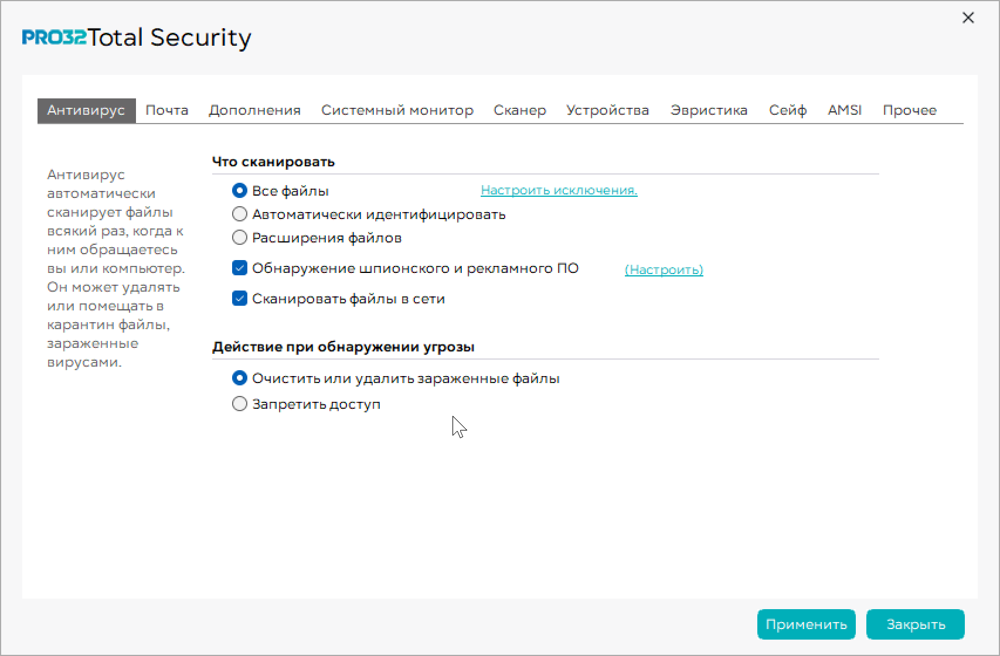 PRO32 Total Security
Антивирус Почта Дополнения Системный монитор Сканер Устройства Эвристика Сейф AMSI Прочее
Антивирус
автоматически
сканирует файлы
всякий раз, когда к
ним обращаетесь
вы или компьютер.
Он может удалять
или помещать в
карантин файлы,
зараженные
вирусами.
Что сканировать
Все файлы Настроить исключения.
Автоматически идентифицировать
Расширения файлов
Обнаружение шпионского и рекламного ПО (Настроить)
Сканировать файлы в сети
Действие при обнаружении угрозы
Очистить или удалить зараженные файлы
Запретить доступ
Применить Закрыть